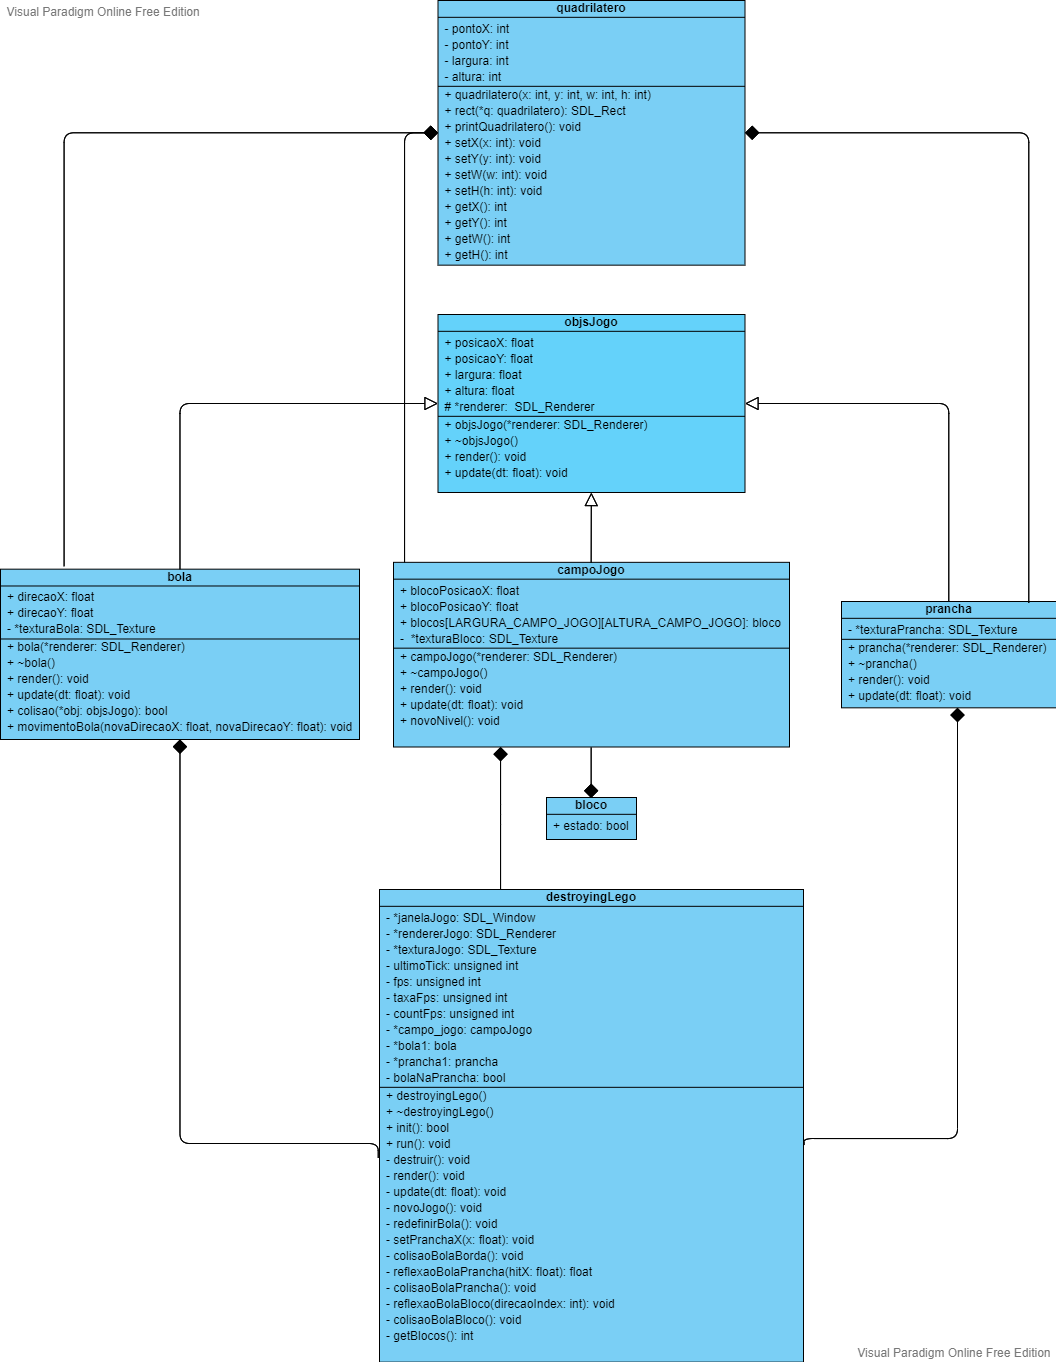 Visual Paradigm Online Free Edition
quadrilatero
- pontoX: int
- pontoY: int
- largura: int
- altura: int
+ quadrilatero(x: int, y: int, w: int, h: int)
+ rect(*q: quadrilatero): SDL_Rect
+ printQuadrilatero(): void
+ setX(x: int): void
+ setY(y: int): void
+ setW(w: int): void
+ setH(h: int): void
+ getX(): int
+ getY(): int
+ getW(): int
+ getH(): int
objsJogo
+ posicaoX: float
+ posicaoY: float
+ largura: float
+ altura: float
# *renderer:  SDL_Renderer
+ objsJogo(*renderer: SDL_Renderer)
+ ~objsJogo()
+ render(): void
+ update(dt: float): void
bola
+ direcaoX: float
+ direcaoY: float
- *texturaBola: SDL_Texture
+ bola(*renderer: SDL_Renderer)
+ ~bola()
+ render(): void
+ update(dt: float): void
+ colisao(*obj: objsJogo): bool
+ movimentoBola(novaDirecaoX: float, novaDirecaoY: float): void
campoJogo
+ blocoPosicaoX: float
+ blocoPosicaoY: float
+ blocos[LARGURA_CAMPO_JOGO][ALTURA_CAMPO_JOGO]: bloco
-  *texturaBloco: SDL_Texture
+ campoJogo(*renderer: SDL_Renderer)
+ ~campoJogo()
+ render(): void
+ update(dt: float): void
+ novoNivel(): void
prancha
- *texturaPrancha: SDL_Texture
+ prancha(*renderer: SDL_Renderer)
+ ~prancha()
+ render(): void
+ update(dt: float): void
bloco
+ estado: bool
destroyingLego
- *janelaJogo: SDL_Window
- *rendererJogo: SDL_Renderer
- *texturaJogo: SDL_Texture
- ultimoTick: unsigned int
- fps: unsigned int
- taxaFps: unsigned int
- countFps: unsigned int
- *campo_jogo: campoJogo
- *bola1: bola
- *prancha1: prancha
- bolaNaPrancha: bool
+ destroyingLego()
+ ~destroyingLego()
+ init(): bool
+ run(): void
- destruir(): void
- render(): void
- update(dt: float): void
- novoJogo(): void
- redefinirBola(): void
- setPranchaX(x: float): void
- colisaoBolaBorda(): void
- reflexaoBolaPrancha(hitX: float): float
- colisaoBolaPrancha(): void
- reflexaoBolaBloco(direcaoIndex: int): void
- colisaoBolaBloco(): void
- getBlocos(): int
Visual Paradigm Online Free Edition